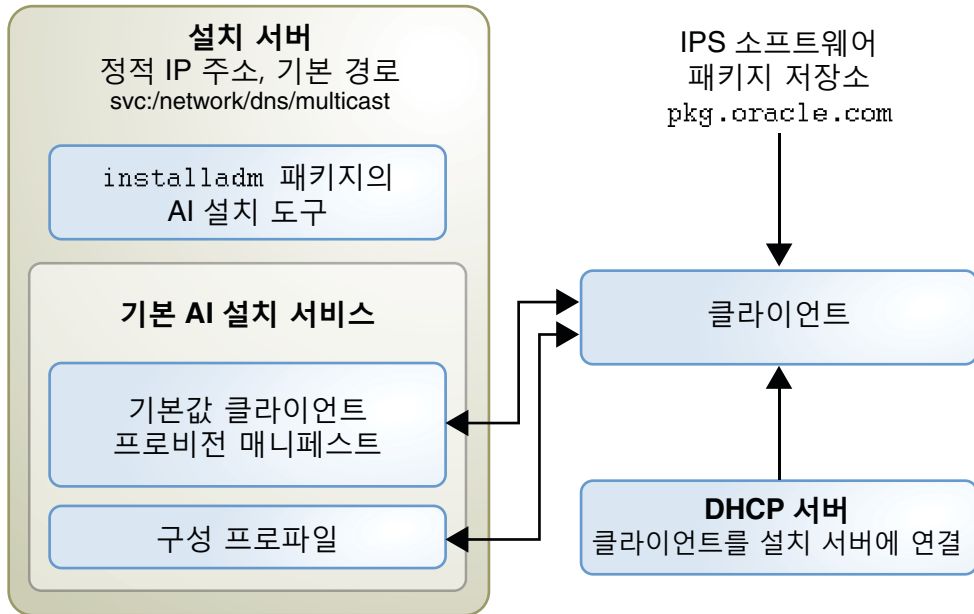 설치 서버
정적 IP 주소, 기본 경로
svc:/network/dns/multicast
installadm 패키지의
AI 설치 도구
기본 AI 설치 서비스
기본값 클라이언트
프로비전 매니페스트
구성 프로파일
IPS 소프트웨어
패키지 저장소
pkg.oracle.com
클라이언트
DHCP 서버
클라이언트를 설치 서버에 연결